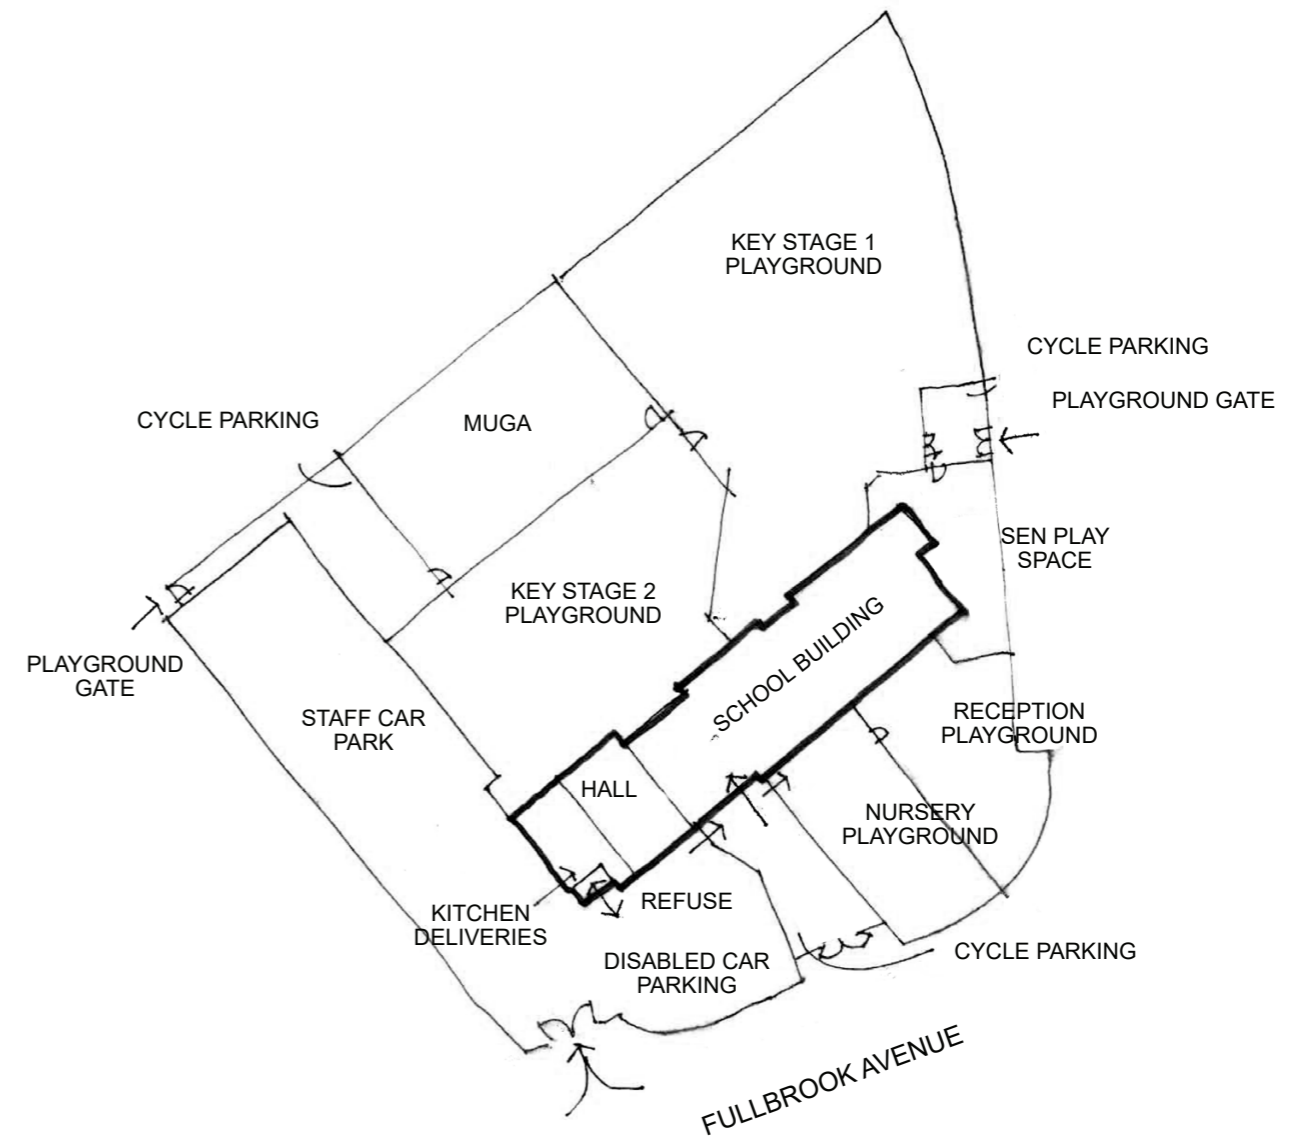 KEY STAGE 1
PLAYGROUND
CYCLE PARKING
PLAYGROUND GATE
CYCLE PARKING
MUGA
SEN PLAY
SPACE
KEY STAGE 2
PLAYGROUND
SCHOOL BUILDING
PLAYGROUND
GATE
STAFF CAR
PARK
RECEPTION
PLAYGROUND
HALL
NURSERY
PLAYGROUND
REFUSE
KITCHEN
DELIVERIES
DISABLED CAR
PARKING
CYCLE PARKING
FULLBROOK AVENUE